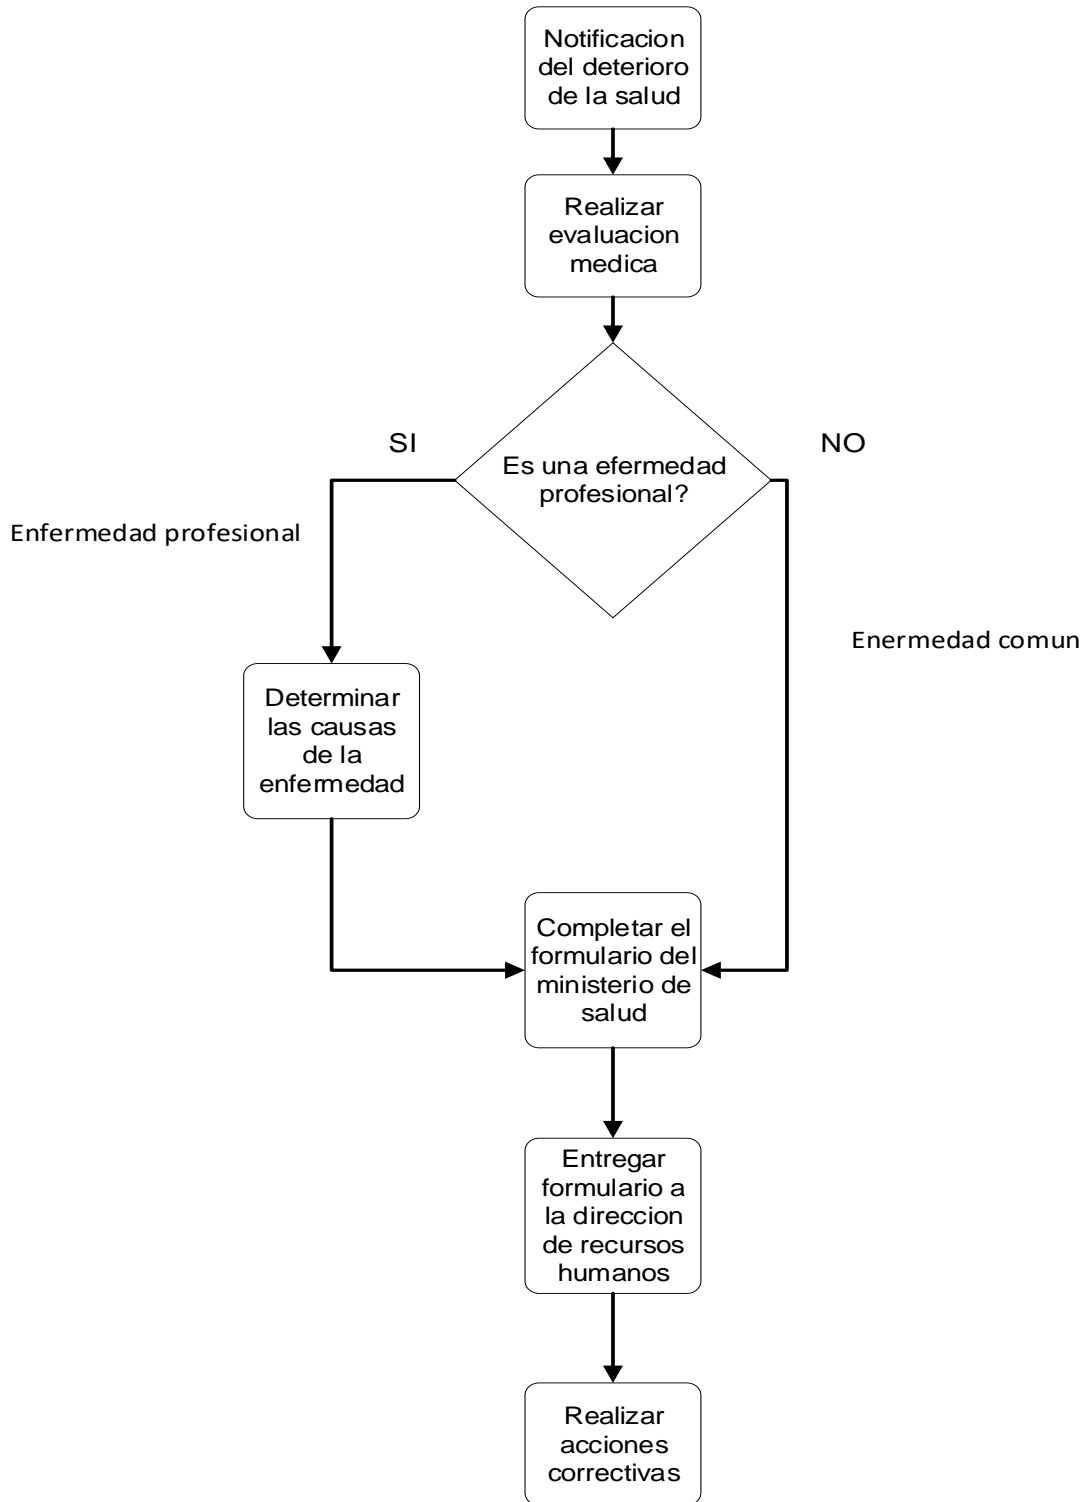 Notificacion
del deterioro
de la salud
Realizar
evaluacion
medica
SI
NO
Es una efermedad
profesional?
Enfermedad profesional
Enermedad comun
Determinar
las causas
de la
enfermedad
Completar el
formulario del
ministerio de
salud
Entregar
formulario a
la direccion
de recursos
humanos
Realizar
acciones
correctivas